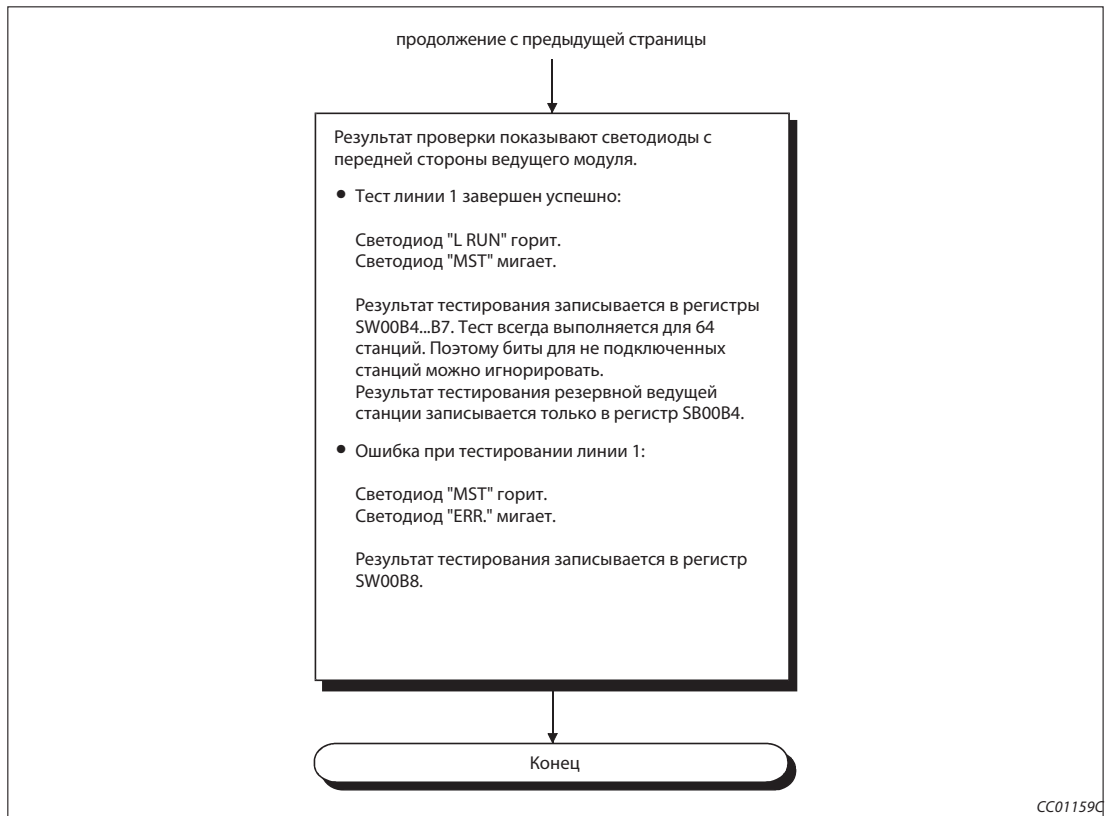 продолжение с предыдущей страницы
Результат проверки показывают светодиоды с
передней стороны ведущего модуля.
• Тест линии 1 завершен успешно:
Светодиод "L RUN" горит.
Светодиод "MST" мигает.
Результат тестирования записывается в регистры
SW00B4...B7. Тест всегда выполняется для 64
станций. Поэтому биты для не подключенных
станций можно игнорировать.
Результат тестирования резервной ведущей
станции записывается только в регистр SB00B4.
• Ошибка при тестировании линии 1:
Светодиод "MST" горит.
Светодиод "ERR." мигает.
Результат тестирования записывается в регистр
SW00B8.
Конец
CC01159C